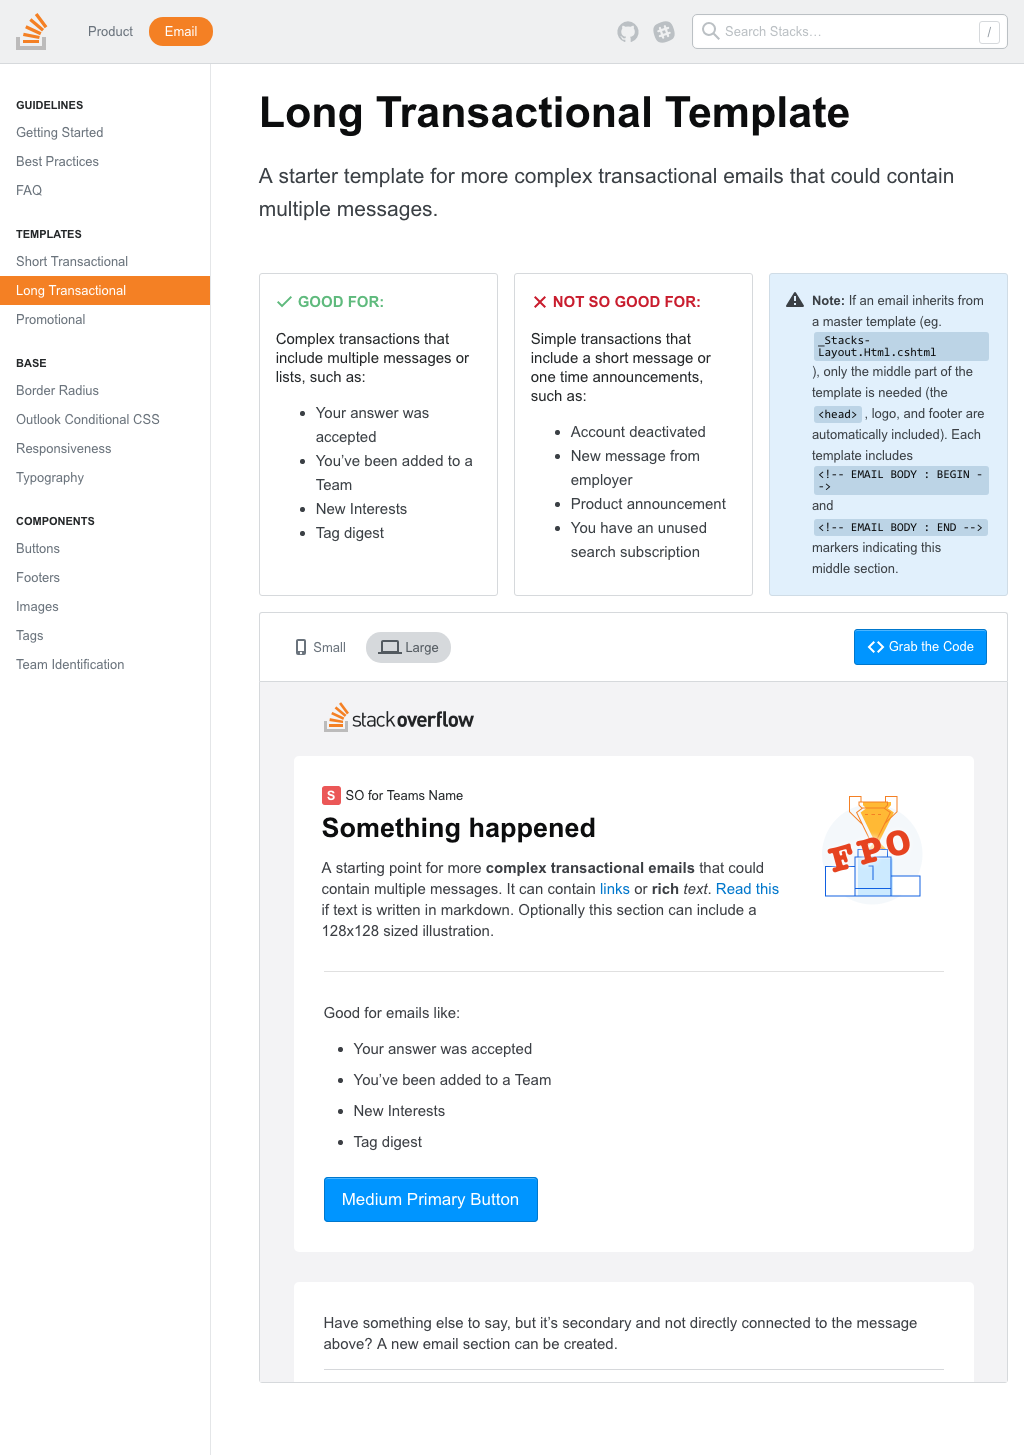 Product
Email
Search Stacks...
/
GUIDELINES
Getting Started
Best Practices
FAQ
TEMPLATES
Short Transactional
Long Transactional
Promotional
BASE
Border Radius
Outlook Conditional CSS
Responsiveness
Typography
COMPONENTS
Buttons
Footers
Images
Tags
Team Identification
Long Transactional Template
A starter template for more complex transactional emails that could contain
multiple messages.
GOOD FOR:
Complex transactions that
include multiple messages or
lists, such as:
Your answer was
accepted
You’ve been added to a
Team
New Interests
Tag digest
NOT SO GOOD FOR:
Simple transactions that
include a short message or
one time announcements,
such as:
Account deactivated
New message from
employer
Product announcement
You have an unused
search subscription
Note: If an email inherits from
a master template (eg.
_Stacks-
Layout.Html.cshtml
), only the middle part of the
template is needed (the
<head> , logo, and footer are
automatically included). Each
template includes
<!-- EMAIL BODY : BEGIN -
->
and
<!-- EMAIL BODY : END -->
markers indicating this
middle section.
Small
Large
Grab the Code
stackoverflow
S SO for Teams Name
Something happened
A starting point for more complex transactional emails that could
contain multiple messages. It can contain links or rich text. Read this
if text is written in markdown. Optionally this section can include a
128x128 sized illustration.
FPO
1
Good for emails like:
Your answer was accepted
You’ve been added to a Team
New Interests
Tag digest
Medium Primary Button
Have something else to say, but it’s secondary and not directly connected to the message
above? A new email section can be created.